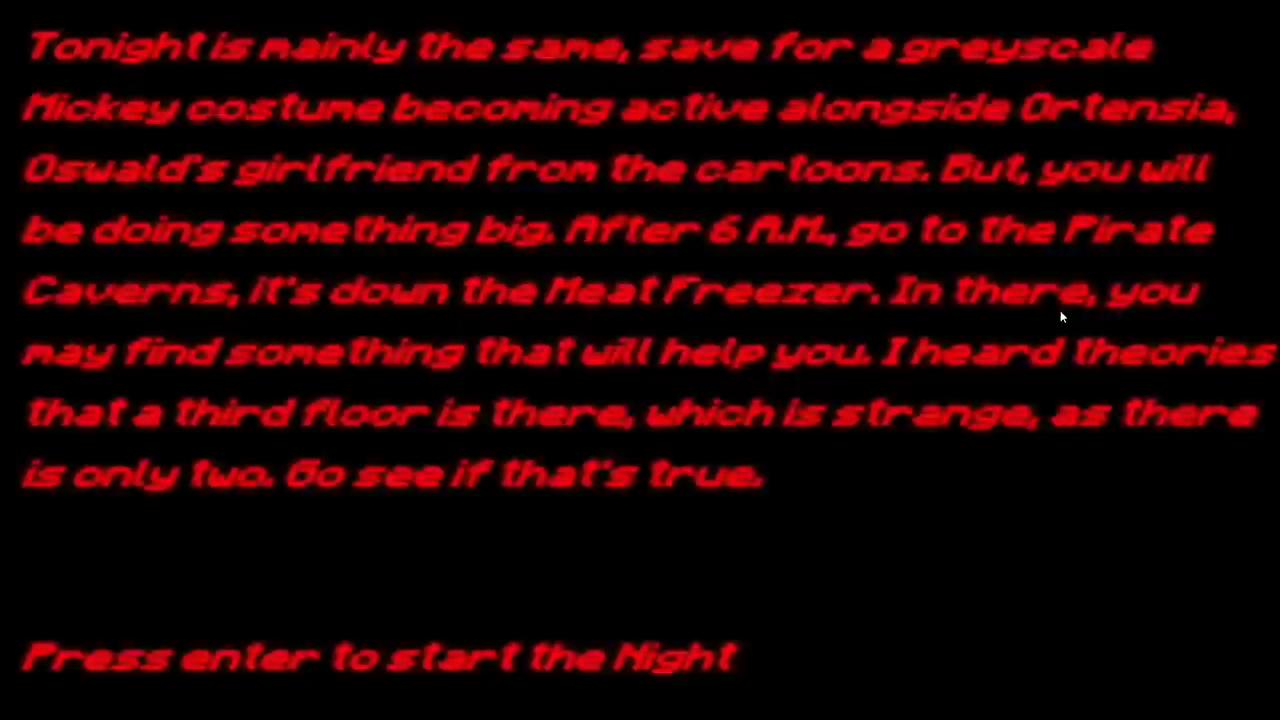 Tonight is mainly the same, save for a greyscale
Mickey costume becoming active alongside Ortensia,
Oswald's girlfriend from the cartoons. But, you will
be doing something big. After 6 A.M., go to the Pirate
Caverns, it's down the Meat Freezer. In there, you
may find something that will help you. I heard theories
that a third floor is there, which is strange, as there
is only two. Go see if that's true.
Press enter to start the Night